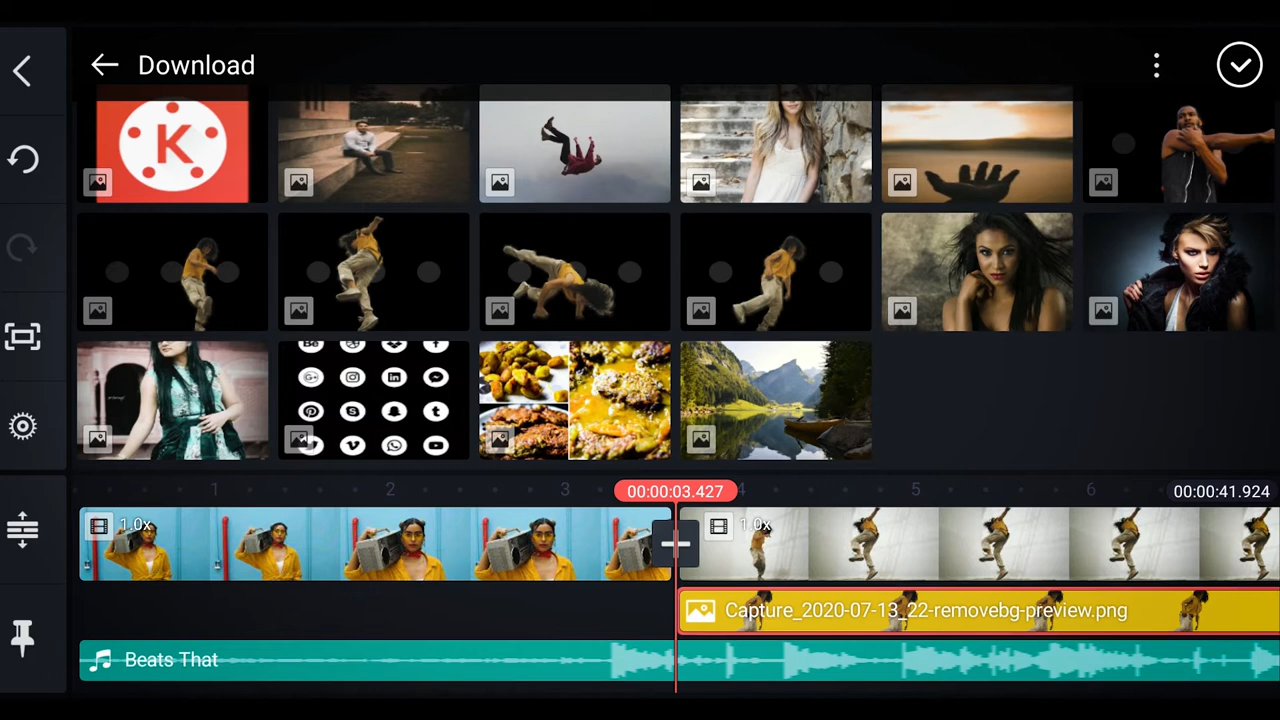 Download
K
1
2
3
00:00:03.427
4
5
6
00:00:41.924
1.0x
1.0x
Capture_2020-07-13_22-removebg-preview.png
Beats That